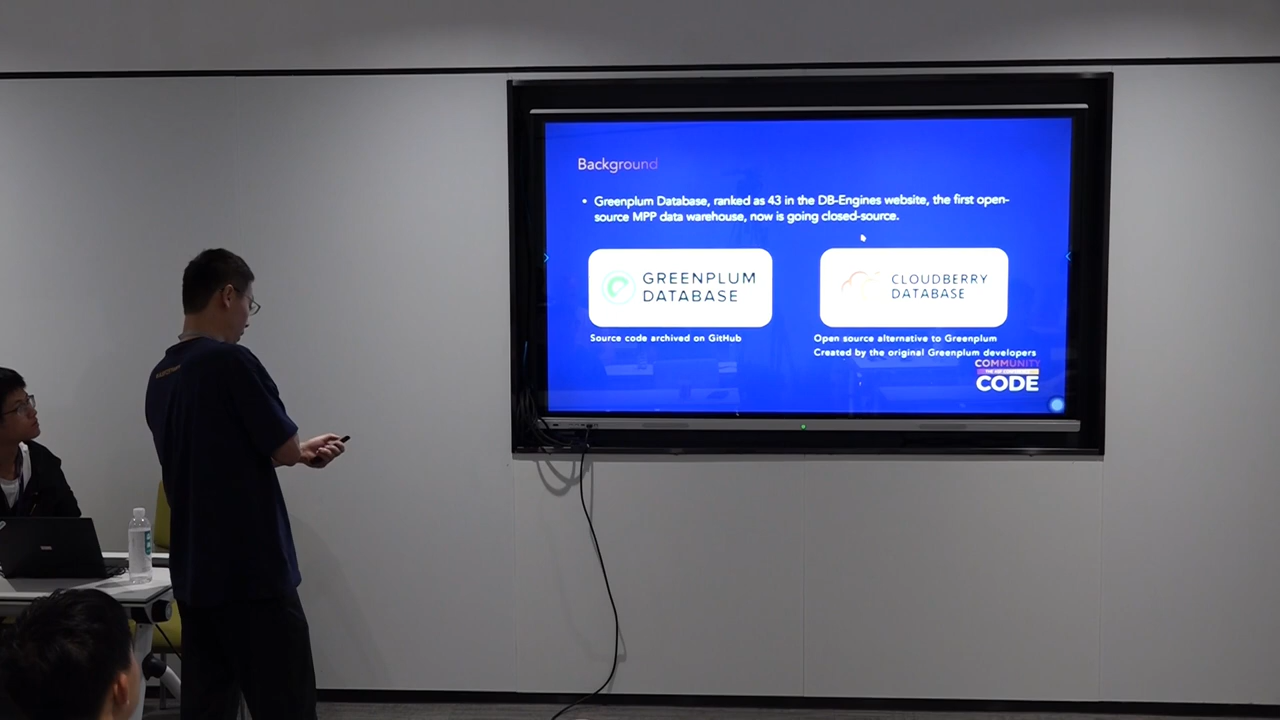 Background
• Greenplum Database, ranked as 43 in the DB-Engines website, the first open-
source MPP data warehouse, now is going closed-source.
GREENPLUM
DATABASE
CLOUDBERRY
DATABASE
Source code archived on GitHub
Open source alternative to Greenplum
Created by the original Greenplum developers
COMMUNITY
CODE